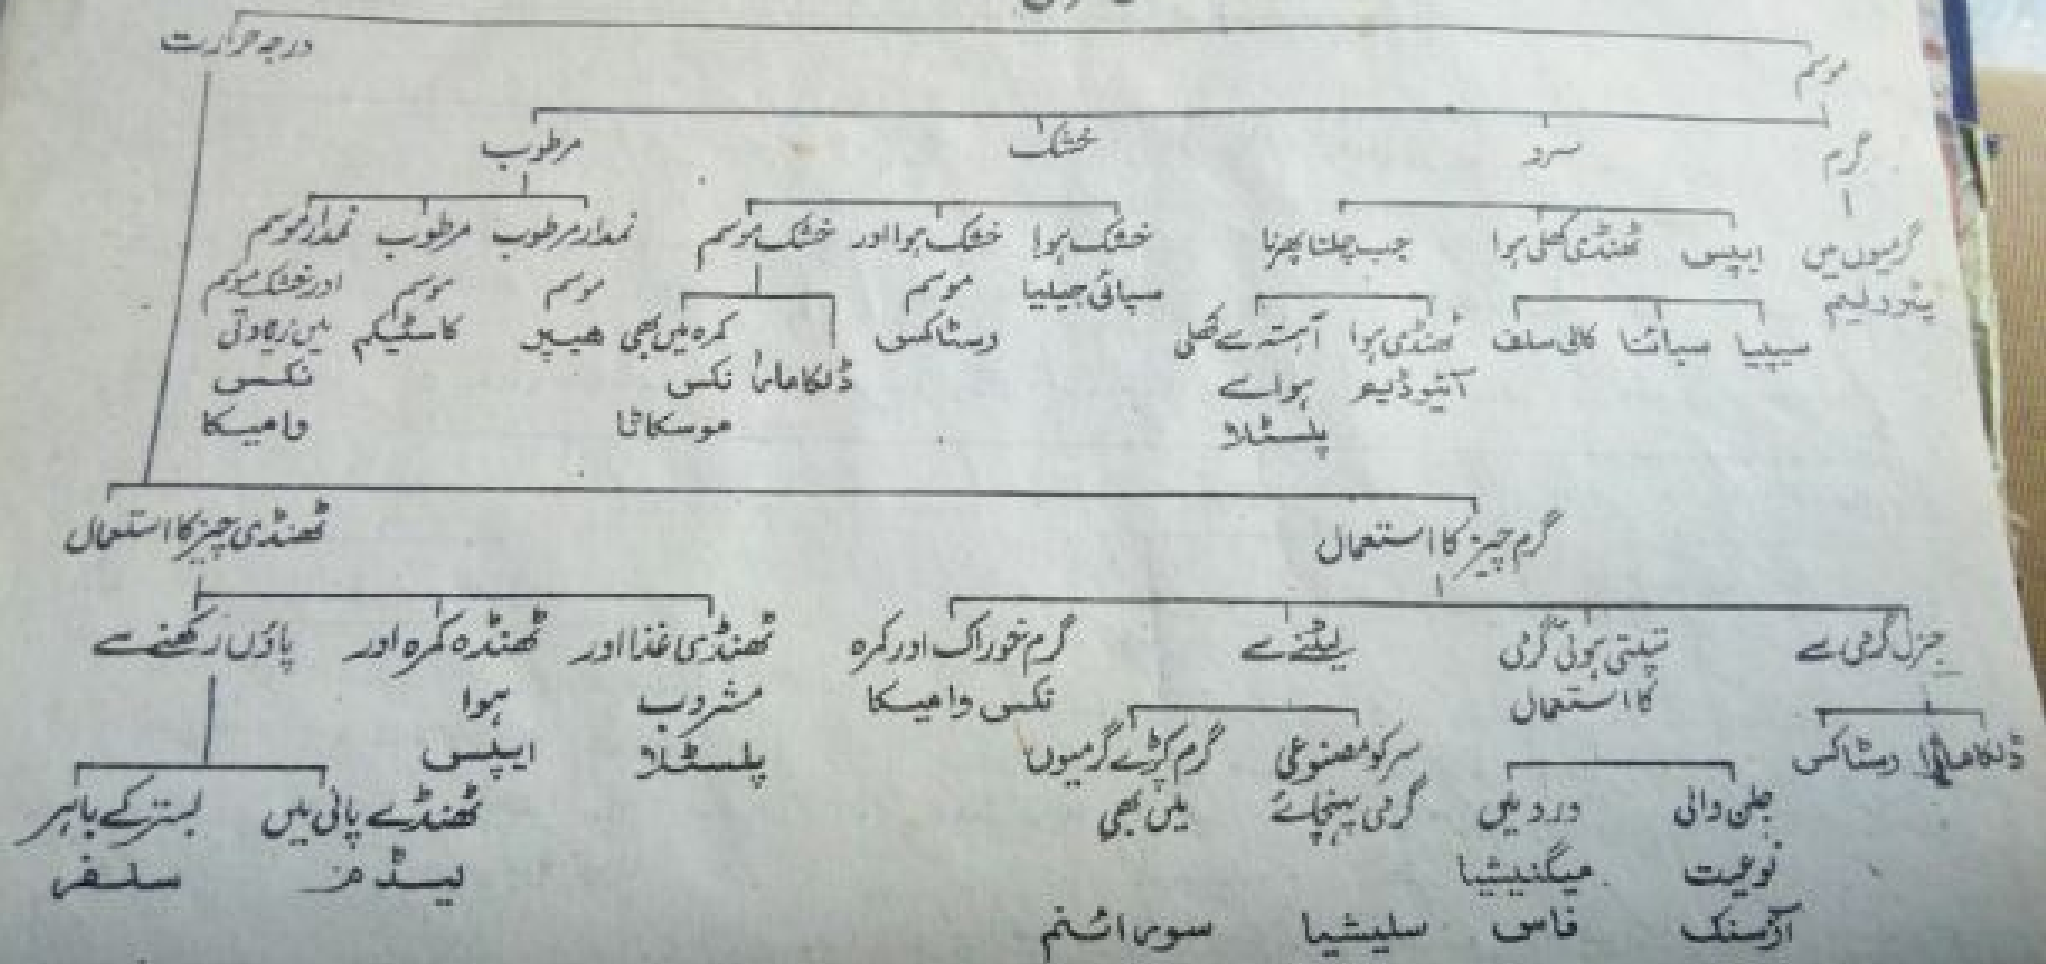 درجہ حرارت
موسم
مرطوب
خشک
سرد
گرم
گرمیوں میں
ایپس
ٹھنڈی کھلی ہوا
جب چلنا پھرنا
خشک ہوا
خشک ہوا اور
خشک موسم
نمدار مرطوب
مرطوب
نمدار موسم
سپائی جیلیا
موسم
موسم
موسم
اور خشک موسم
سیپیا
سبائنا
کالی سلف
ٹھنڈی ہوا
آہستہ سے کھلی
رسٹاکس
کمرہ میں بھی
ھیپر
کاسٹیکم
میں زیادتی
آئیوڈیم
ہوا سے
ڈلکامارا
نکس
نکس
پلسٹلا
موسکاٹا
وامیکا
گرم چیز کا استعمال
ٹھنڈی چیز کا استعمال
جنرل گرمی سے
تپتی ہوئی گرمی
لیٹنے سے
گرم خوراک اور کمرہ
ٹھنڈی غذا اور
ٹھنڈہ کمرہ اور
پاؤں رکھنے سے
کا استعمال
نکس وامیکا
مشروب
ہوا
ڈلکامارا
رسٹاکس
سر کو مصنوعی
گرم کپڑے گرمیوں
پلسٹلا
ایپس
جلن والی
درد میں
گرمی پہنچائے
میں بھی
ٹھنڈے پانی میں
بستر کے باہر
نوعیت
میگنیشیا
لیڈم
سلفر
آرسنک
فاس
سلیشیا
سورائنم